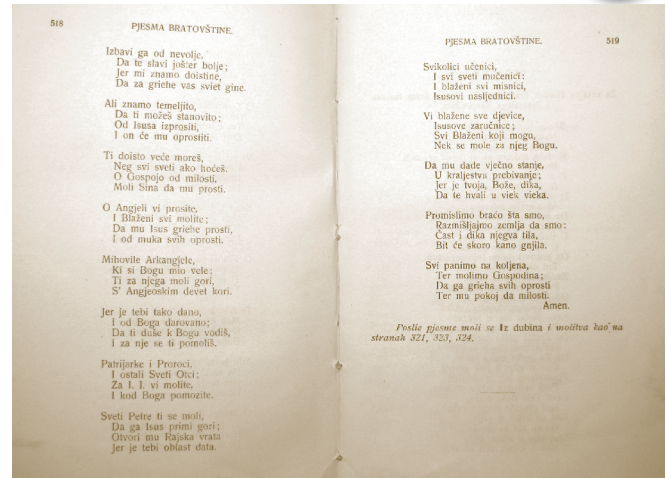 518
PJESMA BRATOVŠTINE.
Izbavi ga od nevolje,
Da te slavi jošter bolje;
Jer mi znamo doistine,
Da za griehe vas sviet gine.
Ali znamo temeljito,
Da ti možeš stanovito;
Od Isusa izprositi,
I on će mu oprostiti.
Ti doisto veće moreš,
Neg svi sveti ako hoćeš.
O Gospojo od milosti,
Moli Sina da mu prosti.
O Angjeli vi prosite,
I Blaženi svi molite;
Da mu Isus griehe prosti,
I od muka svih oprosti.
Mihovile Arkangjele,
Ki si Bogu mio vele;
Ti za njega moli gori,
S' Angjeoskim devet kori.
Jer je tebi tako dano,
I od Boga darovano;
Da ti duše k Bogu vodiš,
I za nje se ti pomoliš.
Patrijarke i Proroci,
I ostali Sveti Otci;
Za I. I. vi molite,
I kod Boga pomozite.
Sveti Petre ti se moli,
Da ga Isus primi gori;
Otvori mu Rajska vrata
Jer je tebi oblast data.
PJESMA BRATOVŠTINE.
519
Svikolici učenici,
I svi sveti mučenici:
I blaženi svi misnici,
Isusovi nasljednici.
Vi blažene sve djevice,
Isusove zaručnice;
Svi Blaženi koji mogu,
Nek se mole za njeg Bogu.
Da mu dade vječno stanje,
U kraljestvu prebivanje;
Jer je tvoja, Bože, dika,
Da te hvali u viek vieka.
Promislimo braćo šta smo,
Razmišljajmo zemlja da smo:
Čast i dika njegva tila,
Bit će skoro kano gnjila.
Svi panimo na koljena,
Ter molimo Gospodina;
Da ga grieha svih oprosti
Ter mu pokoj da milosti.
Amen.
Poslie pjesme moli se Iz dubina i molitva kao na
stranah 321, 323, 324.